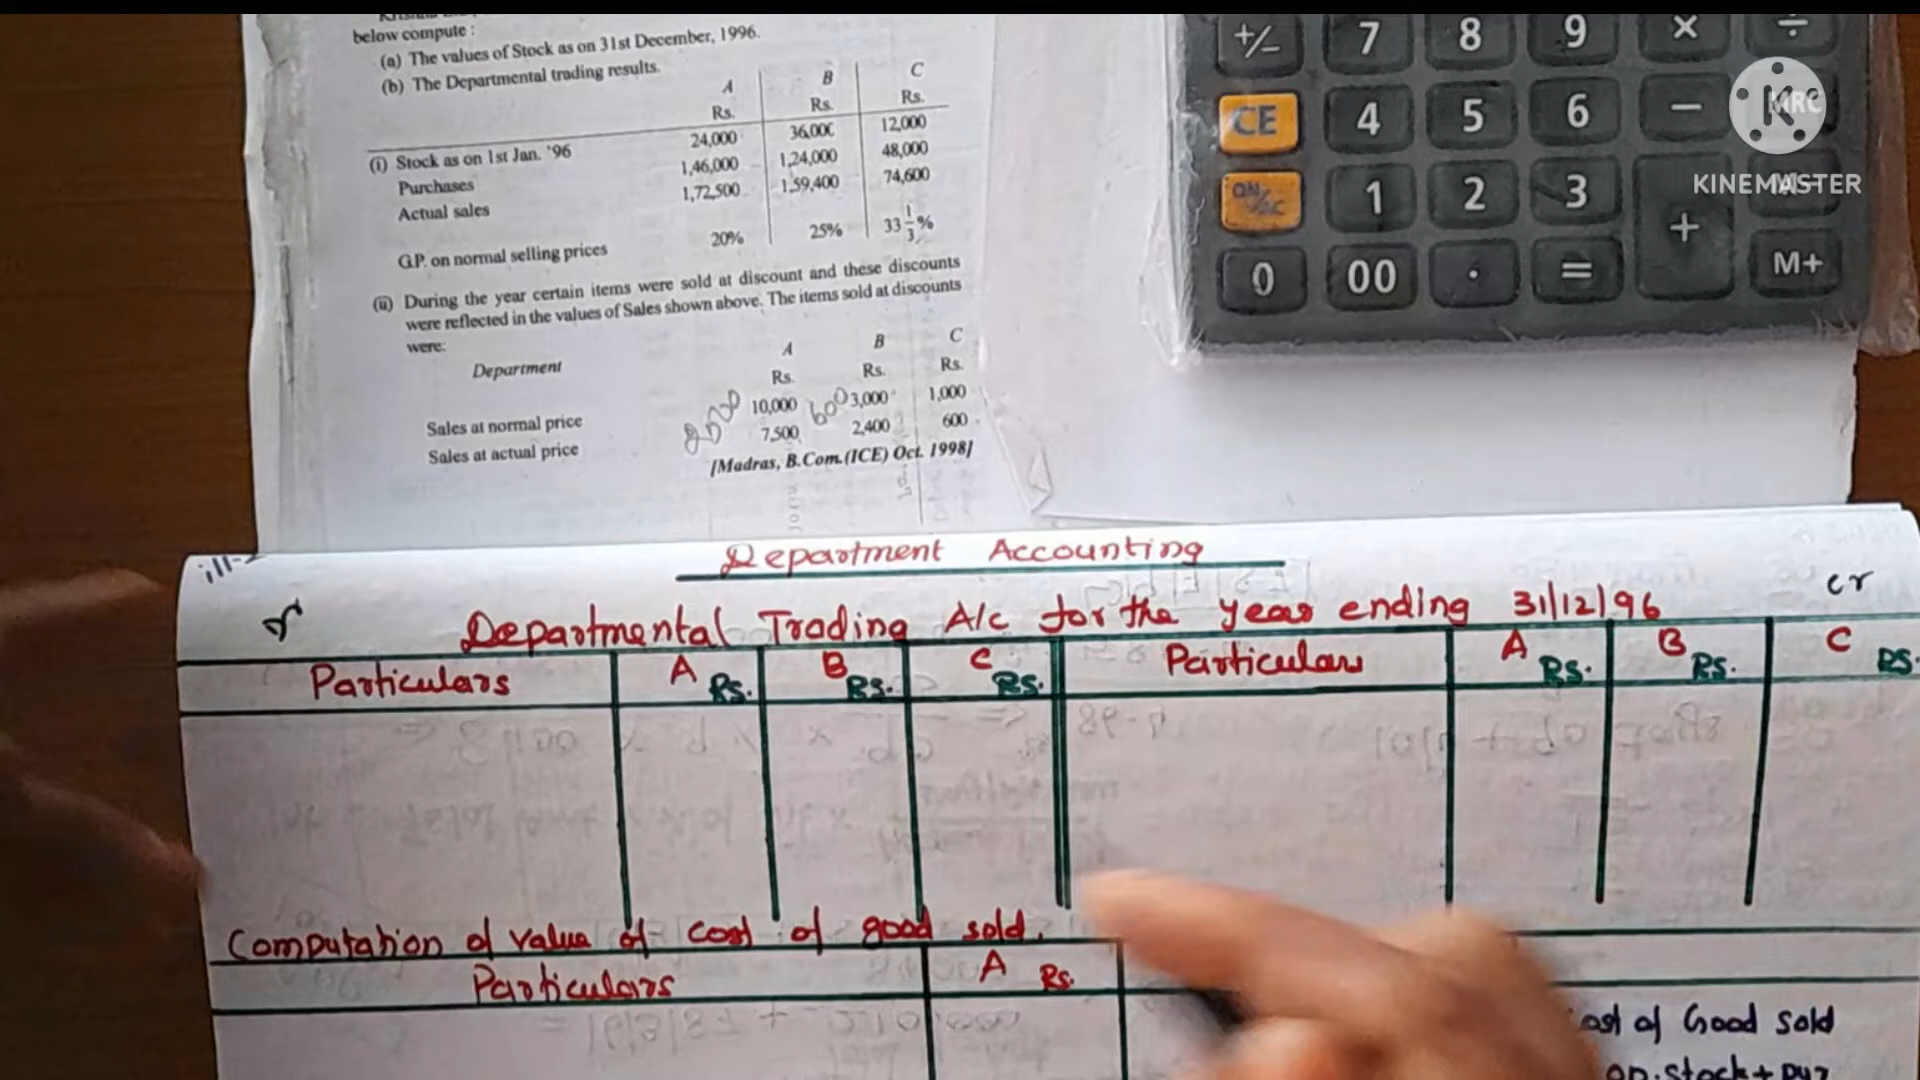 below compute :
(a) The values of Stock as on 31st December, 1996.
(b) The Departmental trading results.
A B C
Rs. Rs. Rs.
(i) Stock as on 1st Jan. '96 24,000 36,000 12,000
Purchases 1,46,000 1,24,000 48,000
Actual sales 1,72,500 1,59,400 74,600
G.P. on normal selling prices 20% 25% 33 1/3 %
(ii) During the year certain items were sold at discount and these discounts
were reflected in the values of Sales shown above. The items sold at discounts
were:
Department A B C
Rs. Rs. Rs.
Sales at normal price 10,000 600 3,000 1,000
Sales at actual price 7,500 2,400 600
[Madras, B.Com.(ICE) Oct. 1998]
+/- 7 8 9 × ÷
CE 4 5 6 −
ON/AC 1 2 3 +
0 00 . = M+
K
KINEMASTER
ill-
Department Accounting
Dr Departmental Trading A/c for the year ending 31/12/96 cr
Particulars A Rs. B Rs. C Rs. Particulars A Rs. B Rs. C Rs.
Computation of value of cost of good sold.
Particulars A Rs.
of Good sold
op.stock + pur